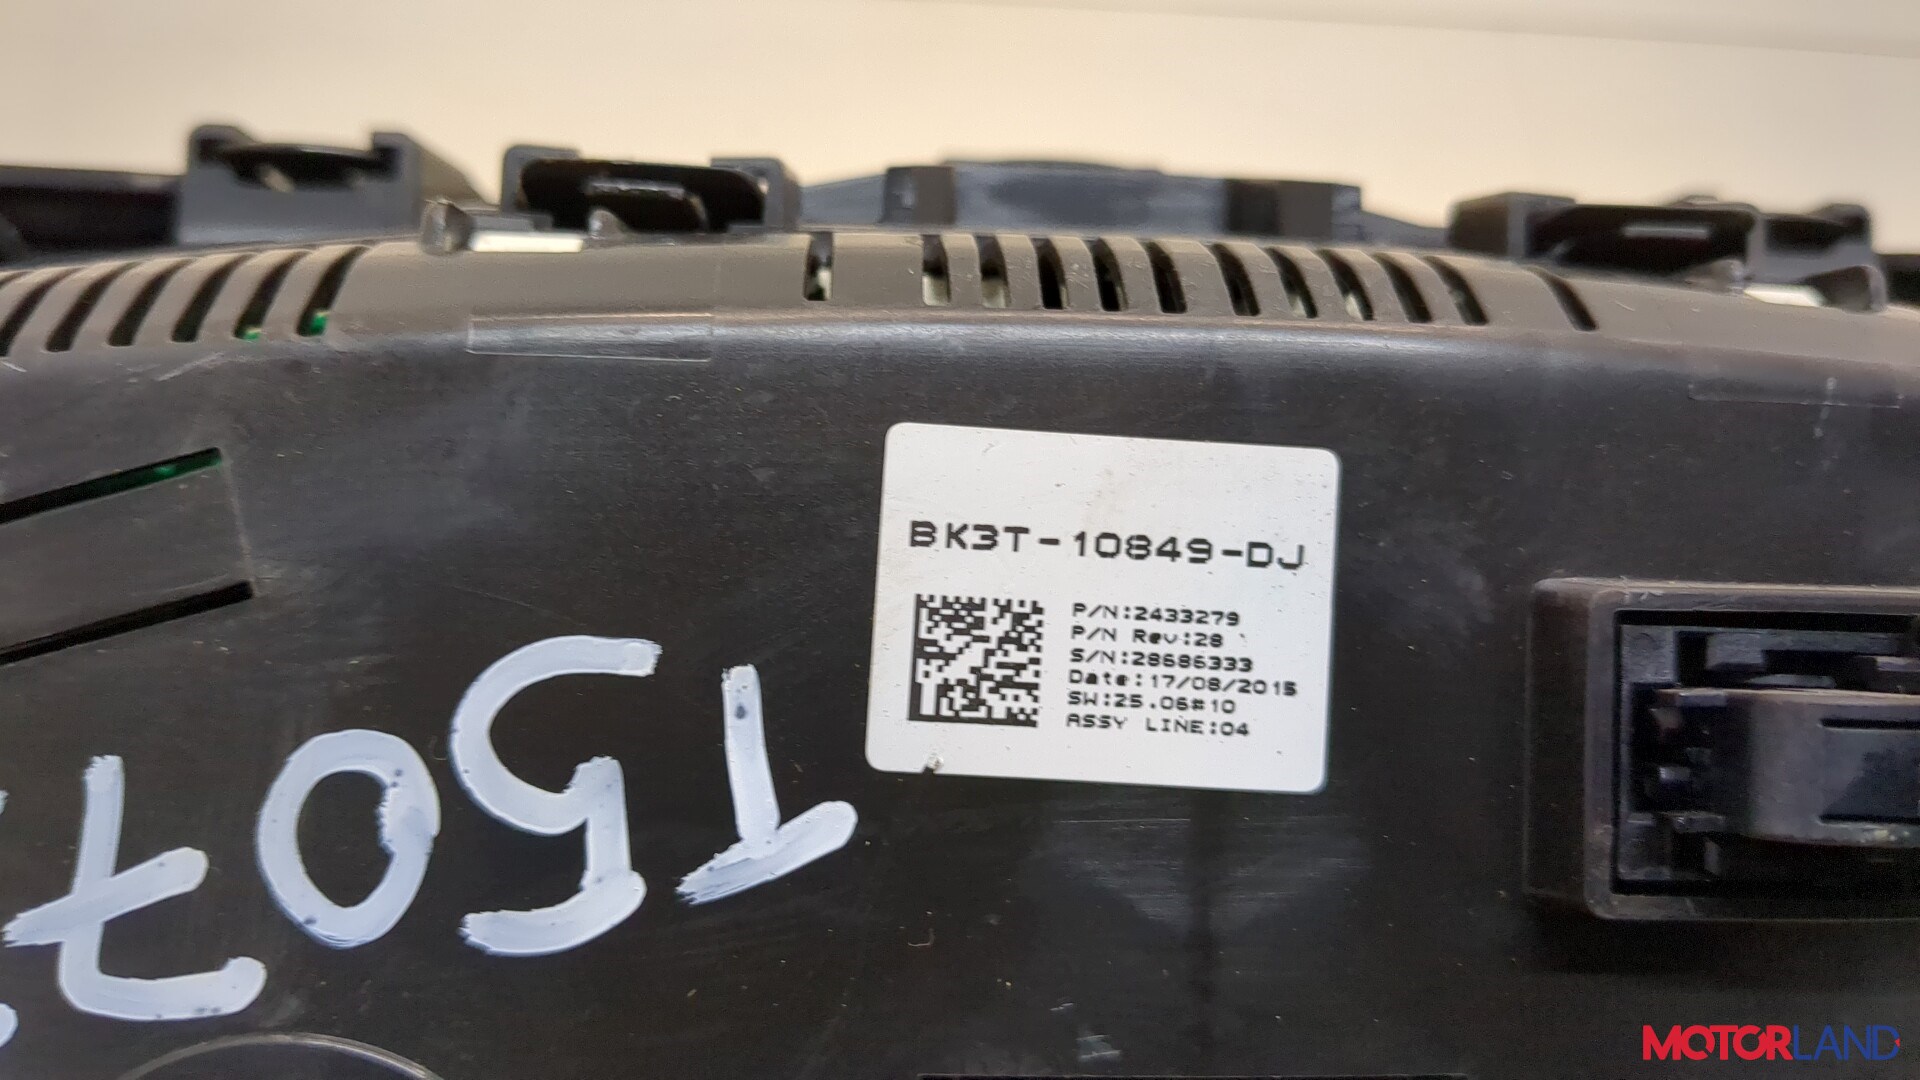 BK3T-10849-DJ
P/N:2433279
P/N Rev:28
S/N:28686333
Date:17/08/2015
SW:25.06#10
ASSY LINE:04
T507
MOTORLAND